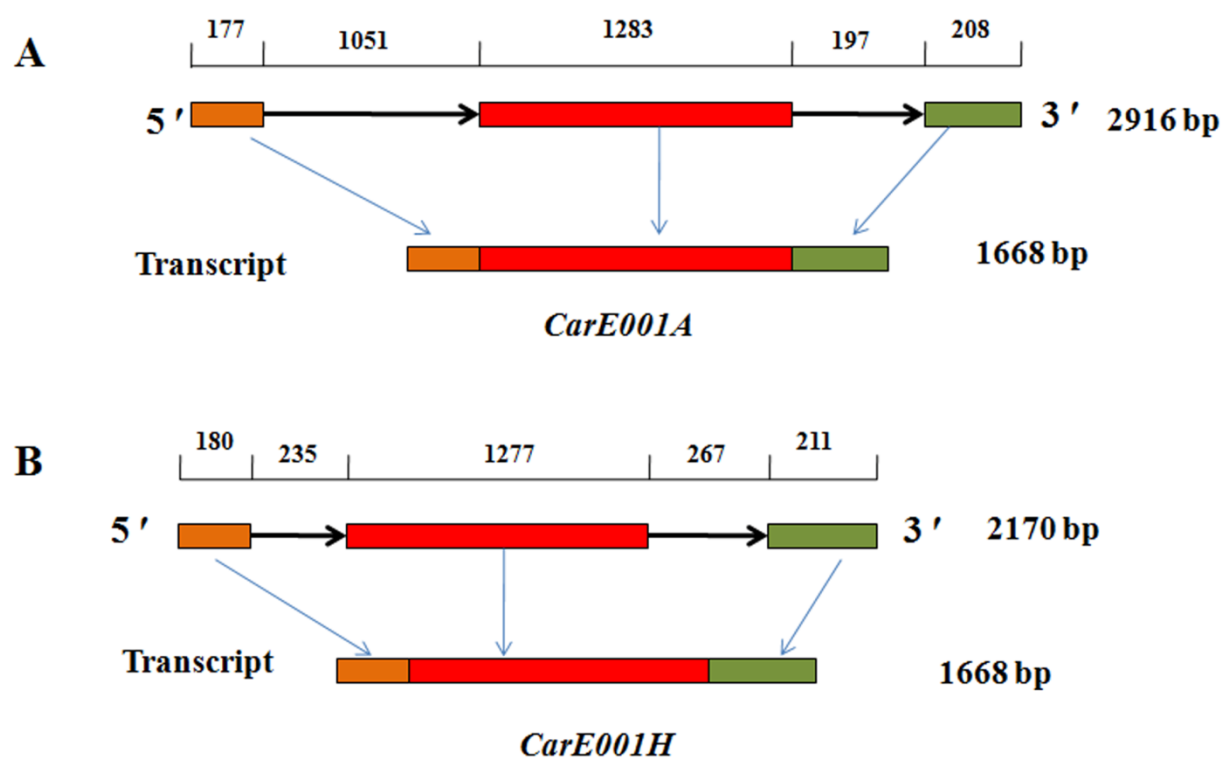 A
177 1051 1283 197 208
5 ′ 3 ′ 2916 bp
Transcript 1668 bp
CarE001A
B
180 235 1277 267 211
5 ′ 3 ′ 2170 bp
Transcript 1668 bp
CarE001H